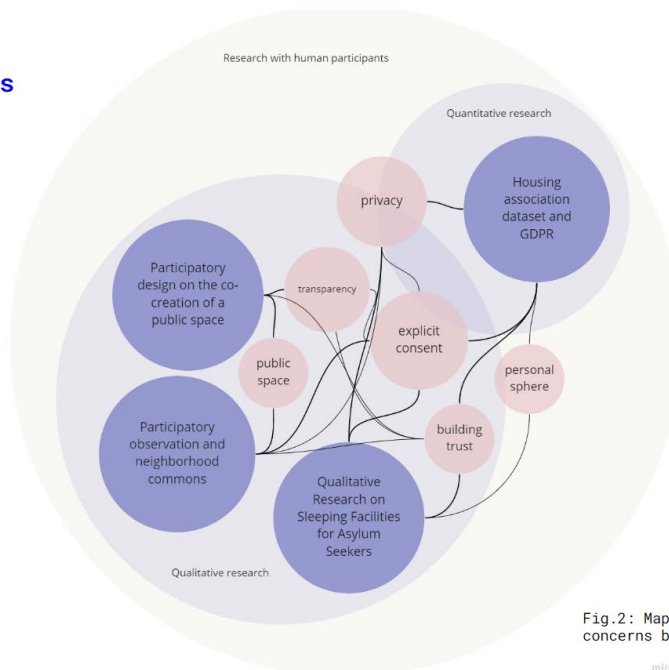 Research with human participants
s
Quantitative research
privacy
Housing
association
dataset and
GDPR
Participatory
design on the co-
creation of a
public space
transparency
explicit
consent
public
space
personal
sphere
Participatory
observation and
neighborhood
commons
building
trust
Qualitative
Research on
Sleeping Facilities
for Asylum
Seekers
Qualitative research
Fig.2: Map
concerns b